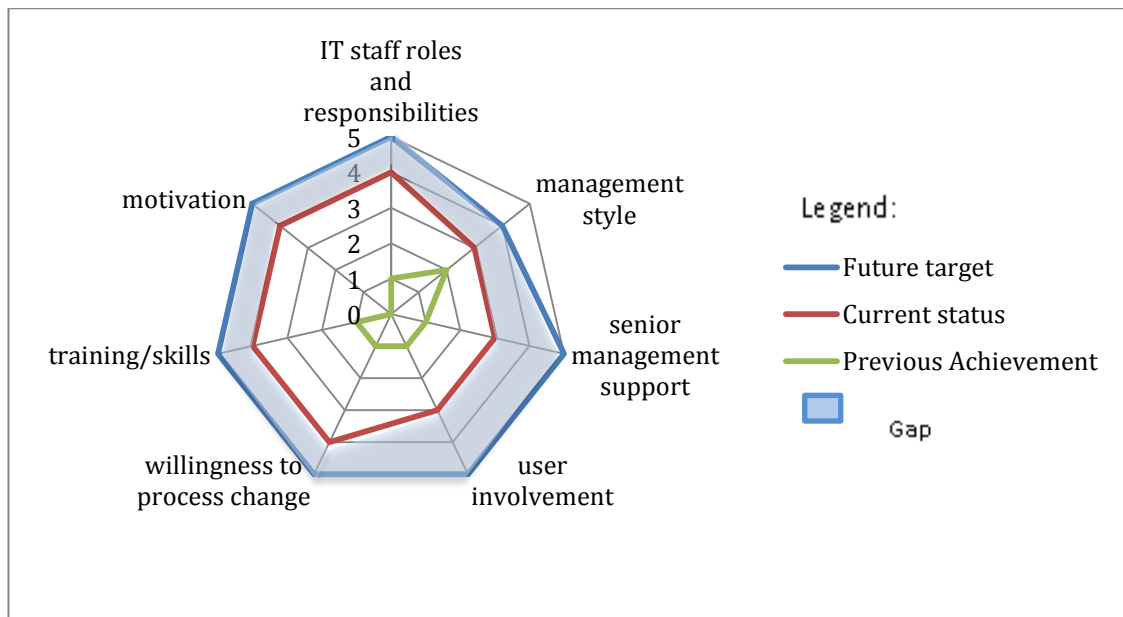 IT staff roles
and
responsibilities
5
4
3
2
1
0
management
style
senior
management
support
user
involvement
willingness to
process change
training/skills
motivation
Legend:
Future target
Current status
Previous Achievement
Gap